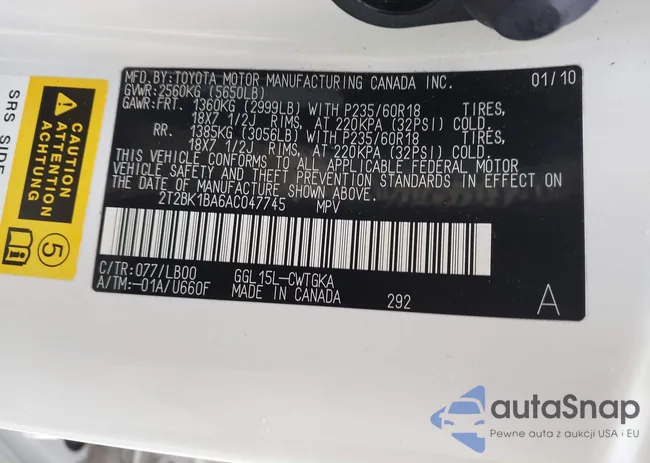 MFD.BY:TOYOTA MOTOR MANUFACTURING CANADA INC. 01/10
GVWR:2560KG (5650LB)
GAWR:FRT. 1360KG (2999LB) WITH P235/60R18 TIRES,
18X7 1/2J RIMS, AT 220KPA (32PSI) COLD.
RR. 1385KG (3056LB) WITH P235/60R18 TIRES,
18X7 1/2J RIMS, AT 220KPA (32PSI) COLD.
THIS VEHICLE CONFORMS TO ALL APPLICABLE FEDERAL MOTOR
VEHICLE SAFETY AND THEFT PREVENTION STANDARDS IN EFFECT ON
THE DATE OF MANUFACTURE SHOWN ABOVE.
2T2BK1BA6AC047745 MPV
C/TR:077/LB00 GGL15L-CWTGKA
A/TM:-01A/U660F MADE IN CANADA 292 A
SRS SIDE
CAUTION
ATTENTION
ACHTUNG
5
autaSnap
Pewne auta z aukcji USA i EU